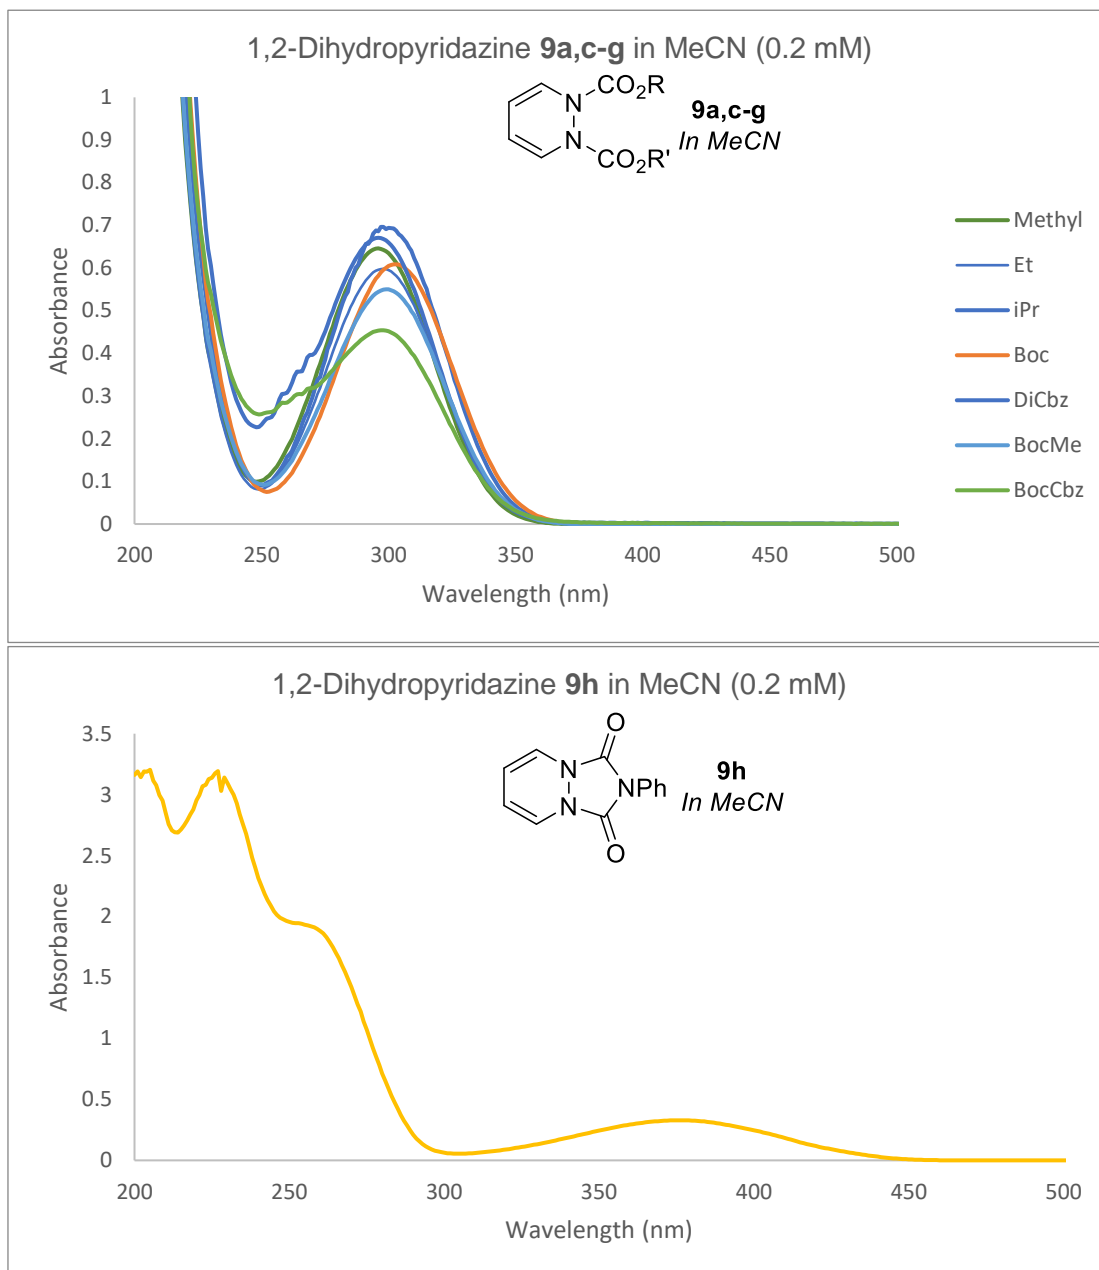 1,2-Dihydropyridazine 9a,c-g in MeCN (0.2 mM)
1
0.9
0.8
0.7
0.6
0.5
0.4
0.3
0.2
0.1
0
Absorbance
200 250 300 350 400 450 500
Wavelength (nm)
N CO₂R
N CO₂R'
9a,c-g
In MeCN
Methyl
Et
iPr
Boc
DiCbz
BocMe
BocCbz
1,2-Dihydropyridazine 9h in MeCN (0.2 mM)
3.5
3
2.5
2
1.5
1
0.5
0
Absorbance
200 250 300 350 400 450 500
Wavelength (nm)
O
N
NPh
N
O
9h
In MeCN